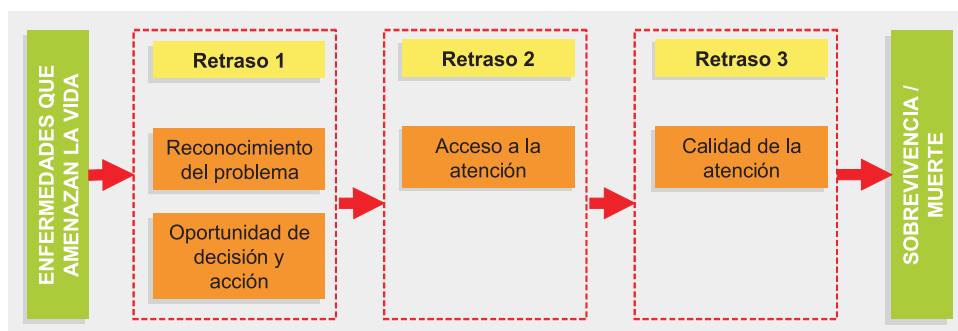 ENFERMEDADES QUE
AMENAZAN LA VIDA
Retraso 1
Reconocimiento
del problema
Oportunidad de
decisión y
acción
Retraso 2
Acceso a la
atención
Retraso 3
Calidad de la
atención
SOBREVIVENCIA /
MUERTE